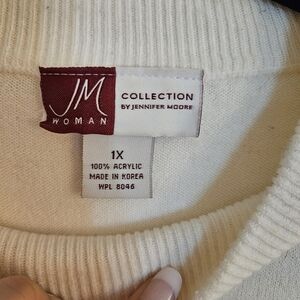 JM
WOMAN
COLLECTION
BY JENNIFER MOORE
1X
100% ACRYLIC
MADE IN KOREA
WPL 8046